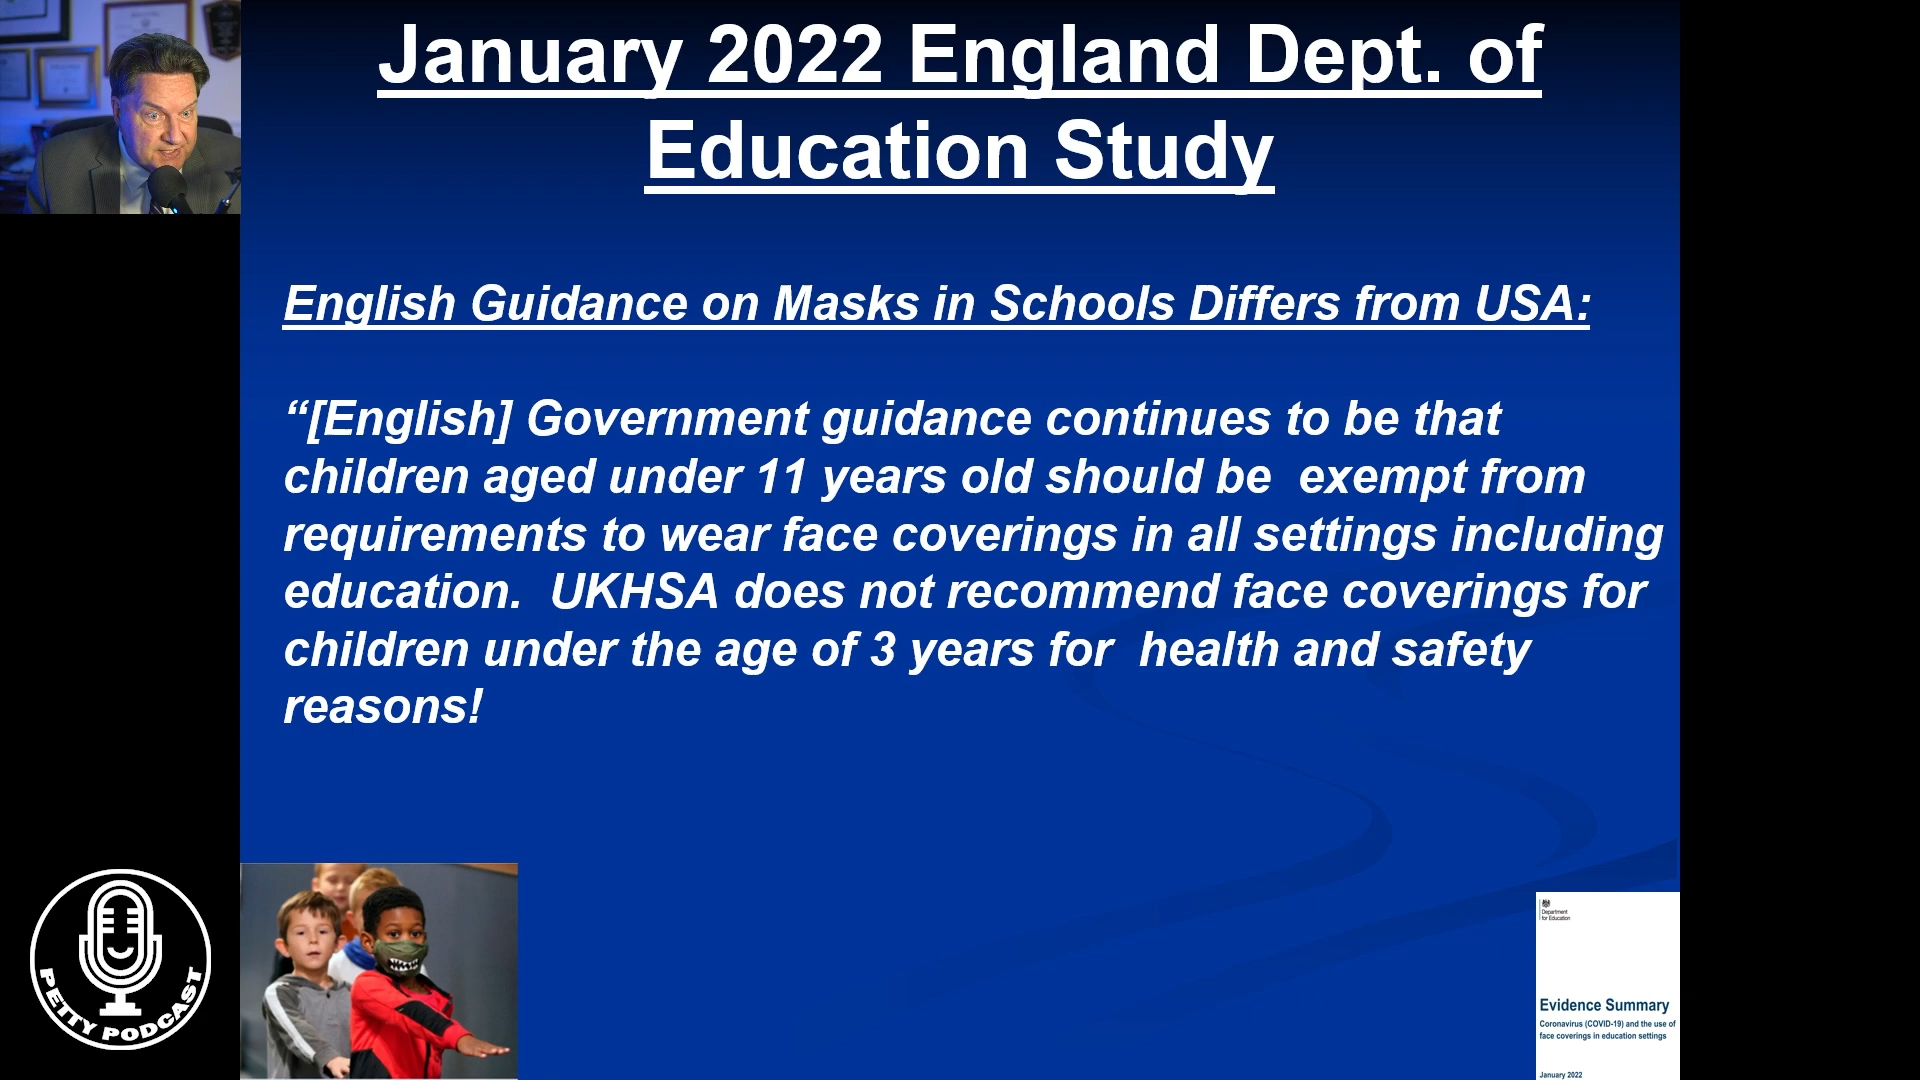 January 2022 England Dept. of
Education Study
English Guidance on Masks in Schools Differs from USA:
“[English] Government guidance continues to be that
children aged under 11 years old should be exempt from
requirements to wear face coverings in all settings including
education. UKHSA does not recommend face coverings for
children under the age of 3 years for health and safety
reasons!
PETTY PODCAST
Department
for Education
Evidence Summary
Coronavirus (COVID-19) and the use of
face coverings in education settings
January 2022